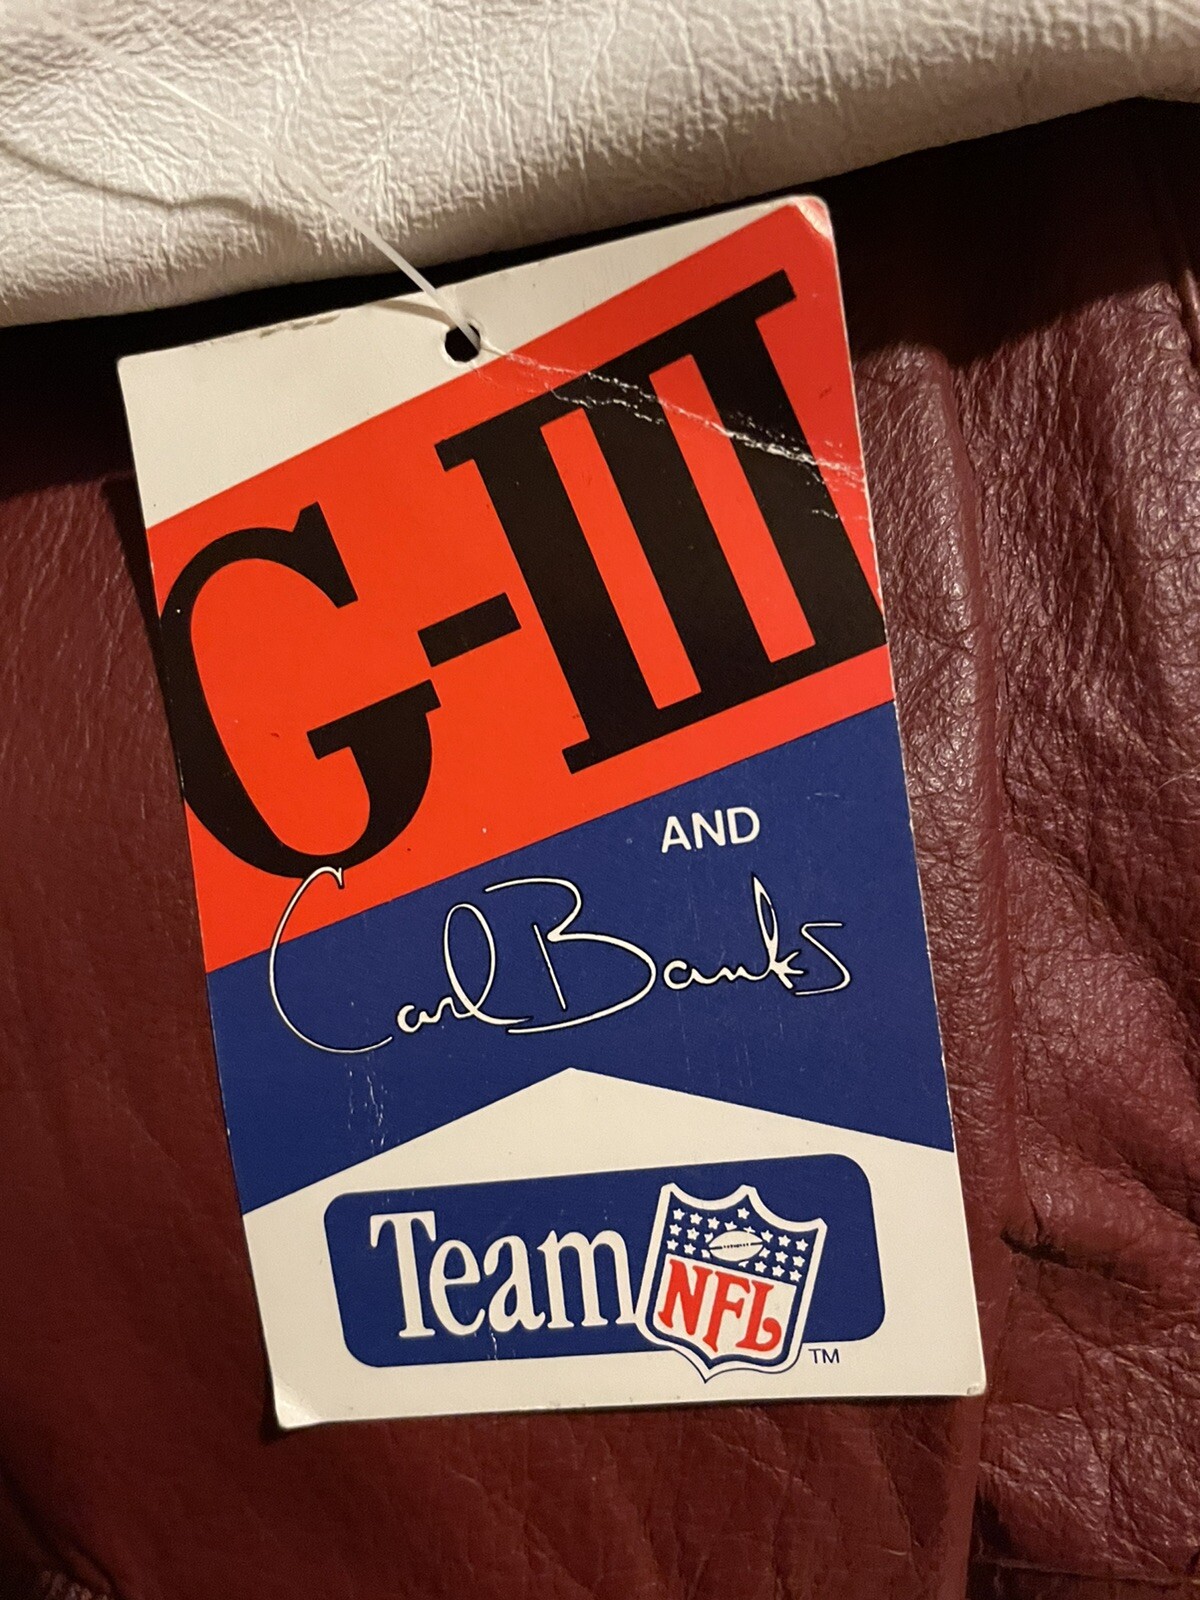 G-III
AND
Carl Banks
Team NFL
TM